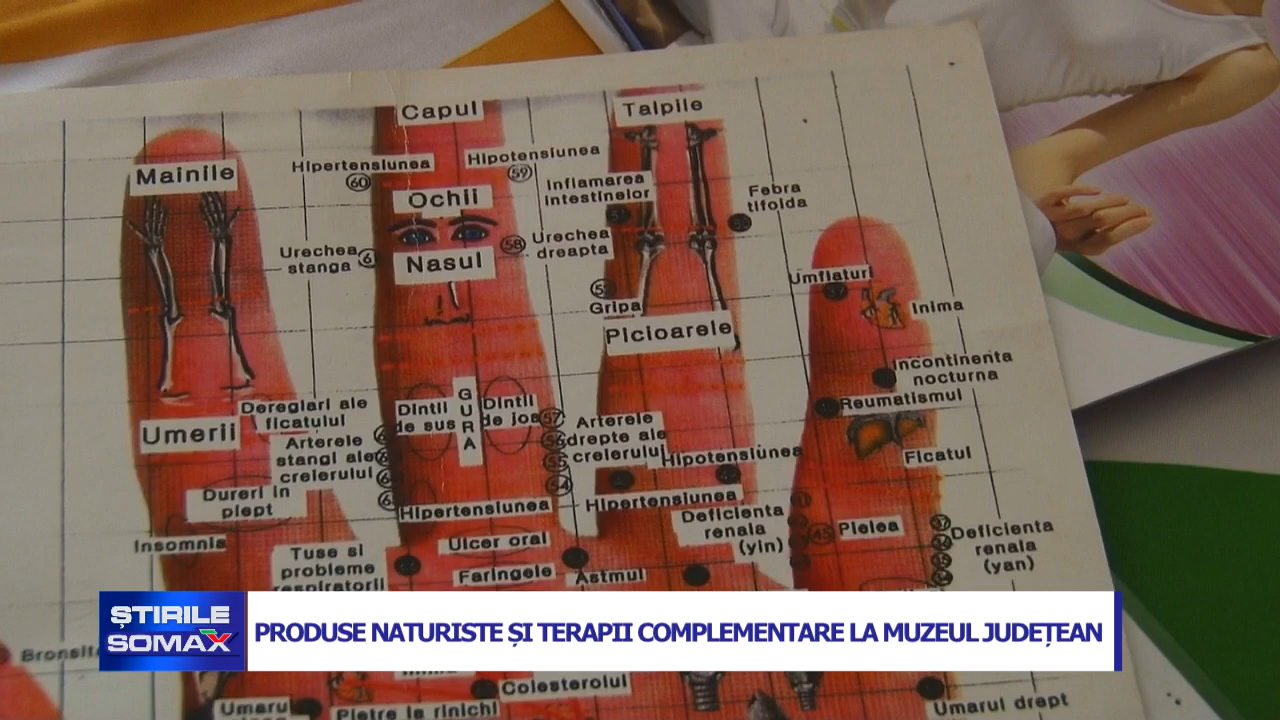 Capul
Talpile
Mainile
Hipertensiunea
60
Hipotensiunea
59
Ochii
Inflamarea
intestinelor
Febra
tifoida
Urechea
stanga
Nasul
58
Urechea
dreapta
Gripa
Umflaturi
Inima
Picioarele
Incontinenta
nocturna
Reumatismul
Dereglari ale
ficatului
Dintii
de sus
GURA
Dintii
de jos
57
56
55
54
Arterele
drepte ale
creierului
Umerii
Arterele
stangi ale
creierului
Hipotensiunea
Ficatul
Dureri in
piept
Hipertensiunea
Hipertensiunea
Deficienta
renala
(yin)
45
Pielea
Deficienta
renala
(yan)
Insomnia
Tuse si
probleme
respiratorii
Ulcer oral
Faringele
Astmul
ȘTIRILE
SOMAX
PRODUSE NATURISTE ȘI TERAPII COMPLEMENTARE LA MUZEUL JUDEȚEAN
Colesterolul
Umaru
Pietre la rinichi
Umarul drept